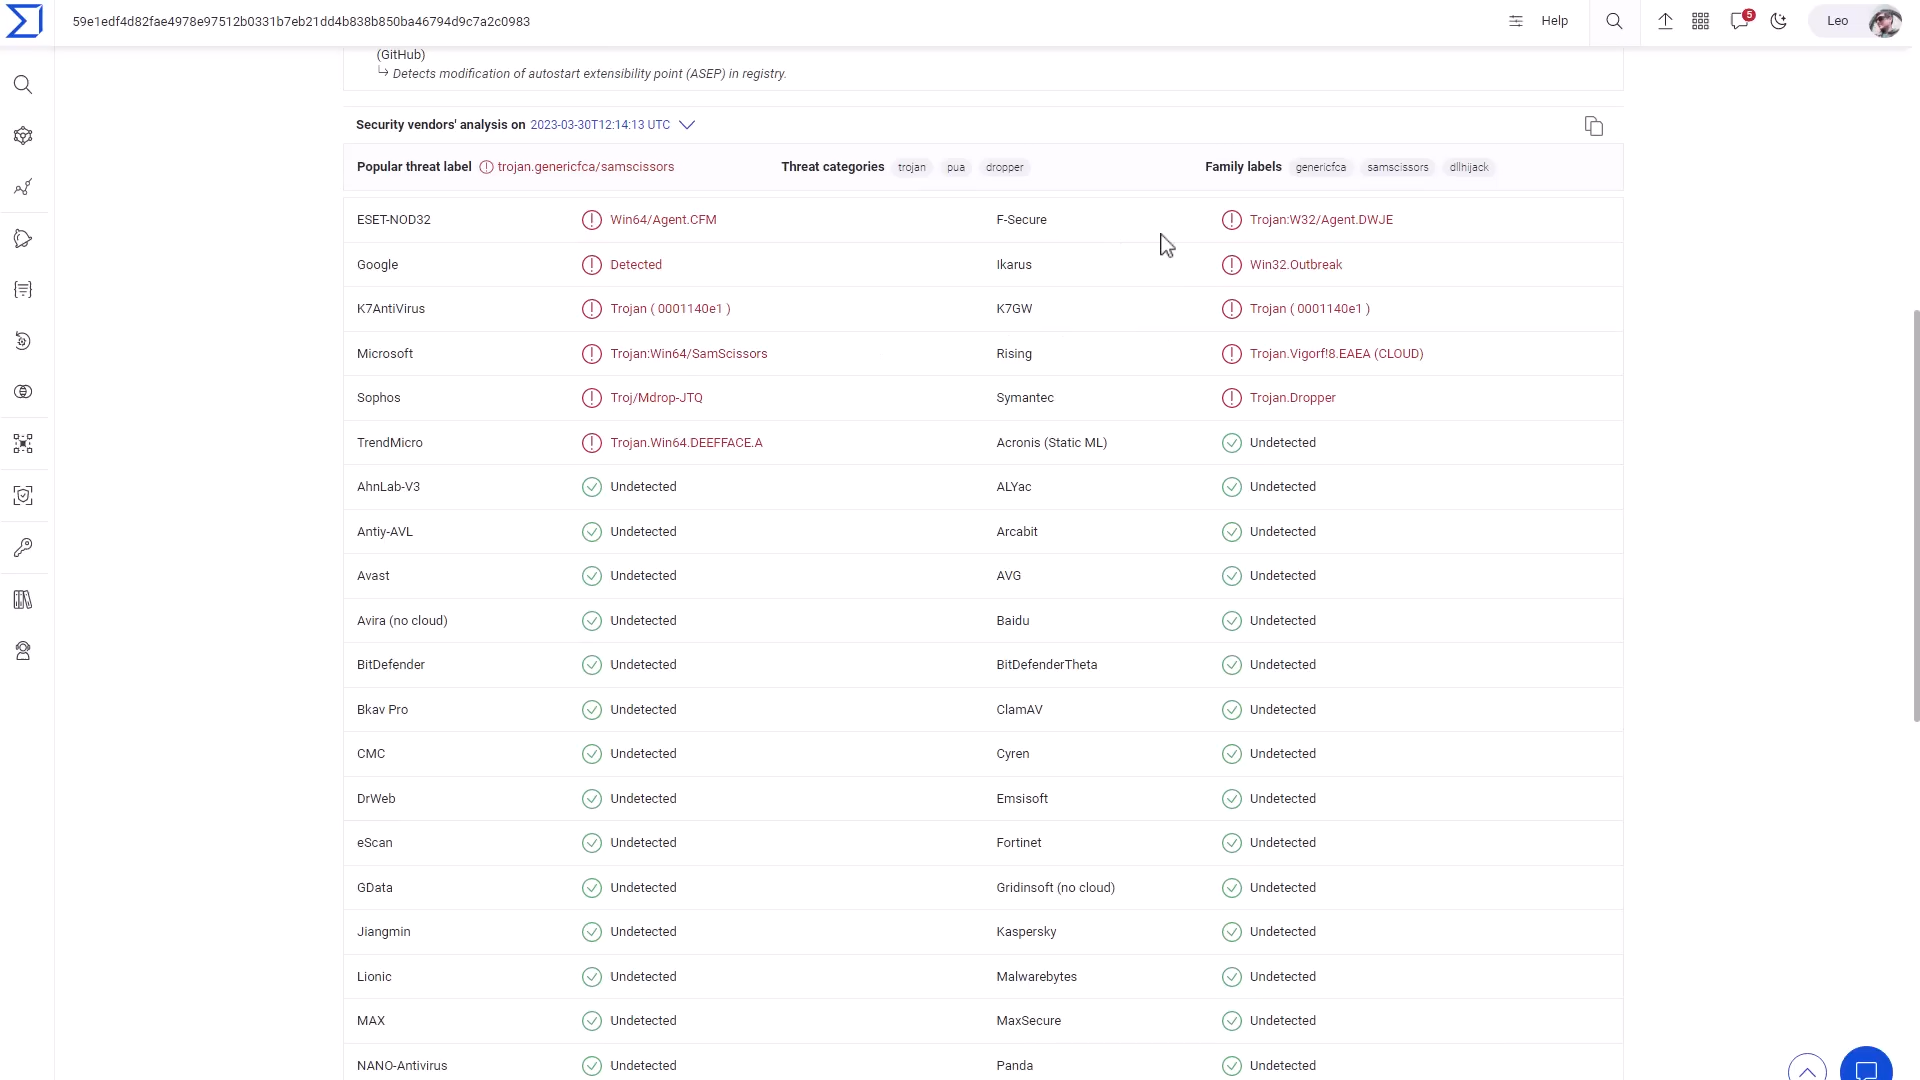 59e1edf4d82fae4978e97512b0331b7eb21dd4b838b850ba46794d9c7a2c0983
Help
5
Leo
(GitHub)
Detects modification of autostart extensibility point (ASEP) in registry.
Security vendors' analysis on 2023-03-30T12:14:13 UTC
Popular threat label trojan.genericfca/samscissors Threat categories trojan pua dropper Family labels genericfca samscissors dllhijack
ESET-NOD32 Win64/Agent.CFM F-Secure Trojan:W32/Agent.DWJE
Google Detected Ikarus Win32.Outbreak
K7AntiVirus Trojan ( 0001140e1 ) K7GW Trojan ( 0001140e1 )
Microsoft Trojan:Win64/SamScissors Rising Trojan.Vigorf!8.EAEA (CLOUD)
Sophos Troj/Mdrop-JTQ Symantec Trojan.Dropper
TrendMicro Trojan.Win64.DEEFFACE.A Acronis (Static ML) Undetected
AhnLab-V3 Undetected ALYac Undetected
Antiy-AVL Undetected Arcabit Undetected
Avast Undetected AVG Undetected
Avira (no cloud) Undetected Baidu Undetected
BitDefender Undetected BitDefenderTheta Undetected
Bkav Pro Undetected ClamAV Undetected
CMC Undetected Cyren Undetected
DrWeb Undetected Emsisoft Undetected
eScan Undetected Fortinet Undetected
GData Undetected Gridinsoft (no cloud) Undetected
Jiangmin Undetected Kaspersky Undetected
Lionic Undetected Malwarebytes Undetected
MAX Undetected MaxSecure Undetected
NANO-Antivirus Undetected Panda Undetected